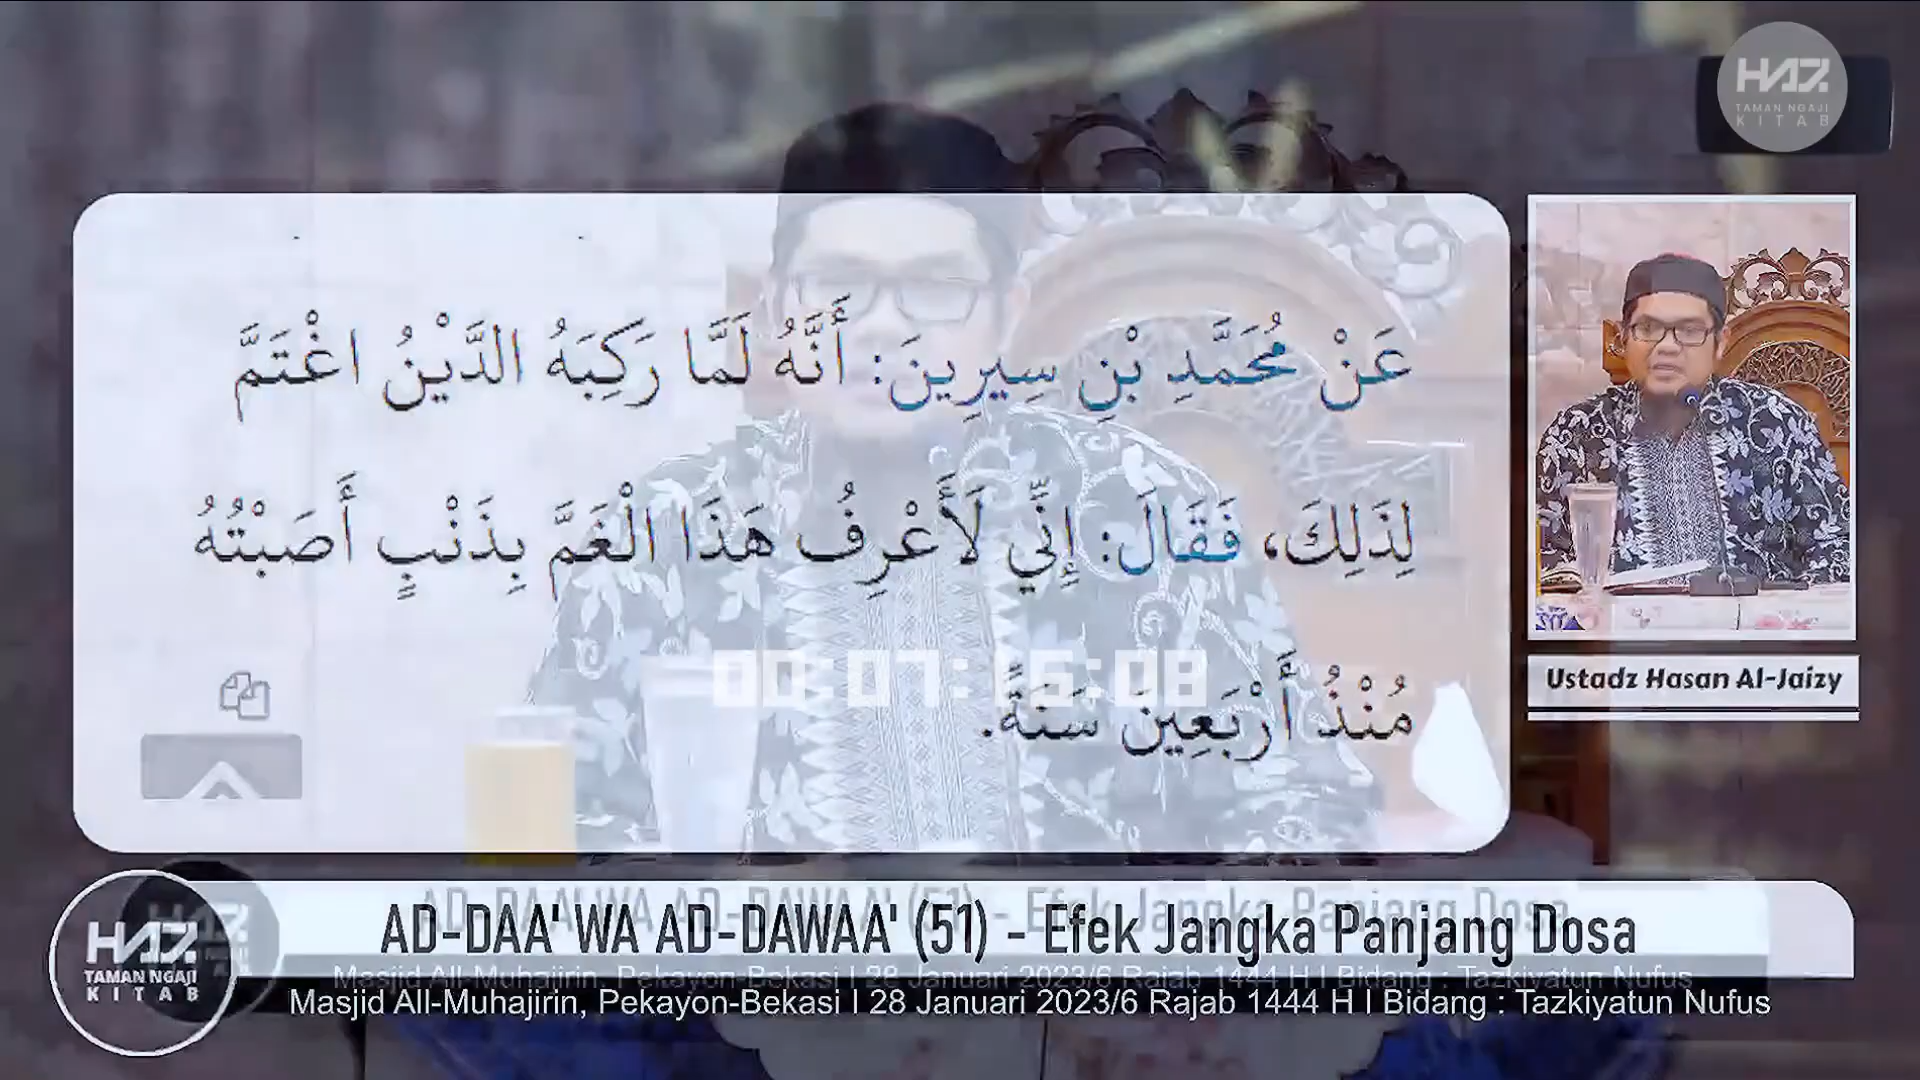 HAZ
TAMAN NGAJI
KITAB
عَنْ مُحَمَّدِ بْنِ سِيرِينَ: أَنَّهُ لَمَّا رَكِبَهُ الدَّيْنُ اغْتَمَّ
لِذَلِكَ، فَقَالَ: إِنِّي لَأَعْرِفُ هَذَا الْغَمَّ بِذَنْبٍ أَصَبْتُهُ
مُنْذُ أَرْبَعِينَ سَنَةً.
00:07:16:08
Ustadz Hasan Al-Jaizy
HAZ
TAMAN NGAJI
KITAB
AD-DAA' WA AD-DAWAA' (51) - Efek Jangka Panjang Dosa
Masjid All-Muhajirin, Pekayon-Bekasi I 28 Januari 2023/6 Rajab 1444 H I Bidang : Tazkiyatun Nufus